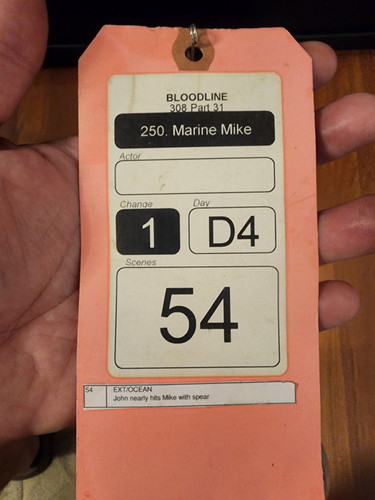 BLOODLINE
308 Part 31
250. Marine Mike
Actor
Change
Day
1
D4
Scenes
54
54 EXT/OCEAN
John nearly hits Mike with spear